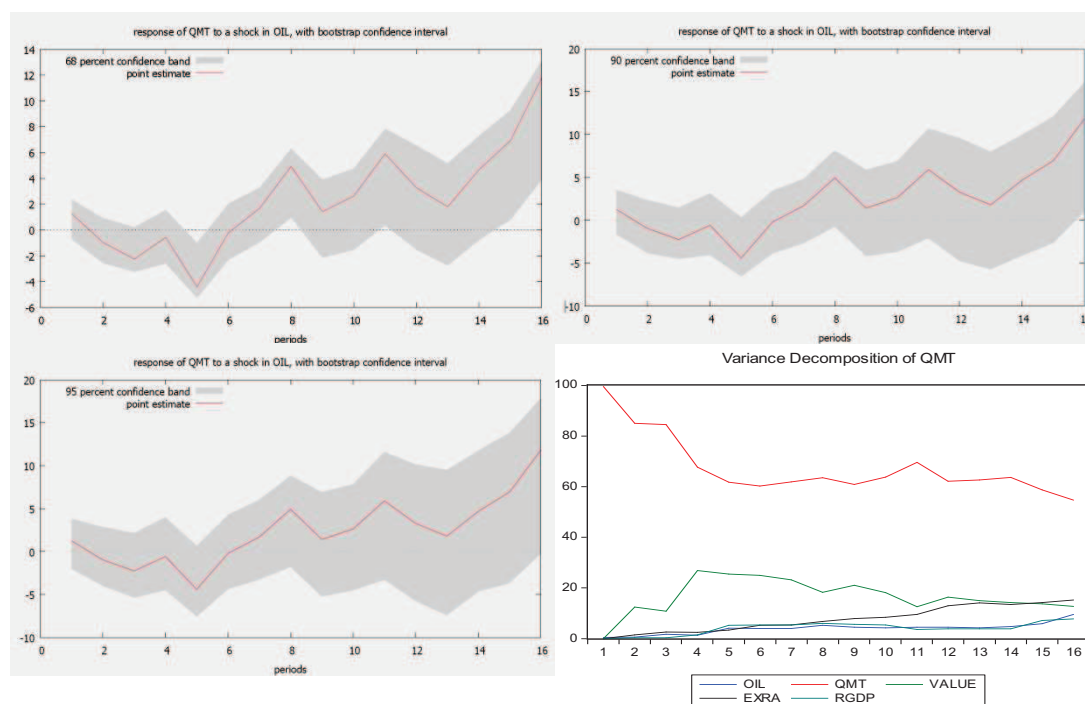 response of QMT to a shock in OIL, with bootstrap confidence interval
68 percent confidence band
point estimate
14
12
10
8
6
4
2
0
-2
-4
-6
0 2 4 6 8 10 12 14 16
periods
response of QMT to a shock in OIL, with bootstrap confidence interval
90 percent confidence band
point estimate
20
15
10
5
0
-5
-10
0 2 4 6 8 10 12 14 1
periods
response of QMT to a shock in OIL, with bootstrap confidence interval
95 percent confidence band
point estimate
20
15
10
5
0
-5
-10
0 2 4 6 8 10 12 14 16
periods
Variance Decomposition of QMT
100
80
60
40
20
0
1 2 3 4 5 6 7 8 9 10 11 12 13 14 15 16
OIL QMT VALUE
EXRA RGDP